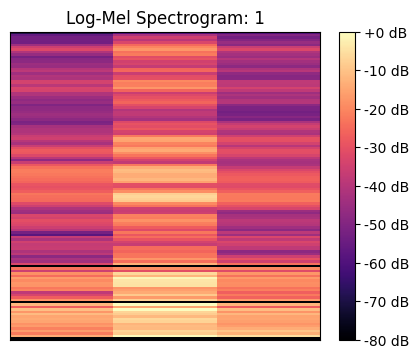 Log-Mel Spectrogram: 1
+0 dB
-10 dB
-20 dB
-30 dB
-40 dB
-50 dB
-60 dB
-70 dB
-80 dB